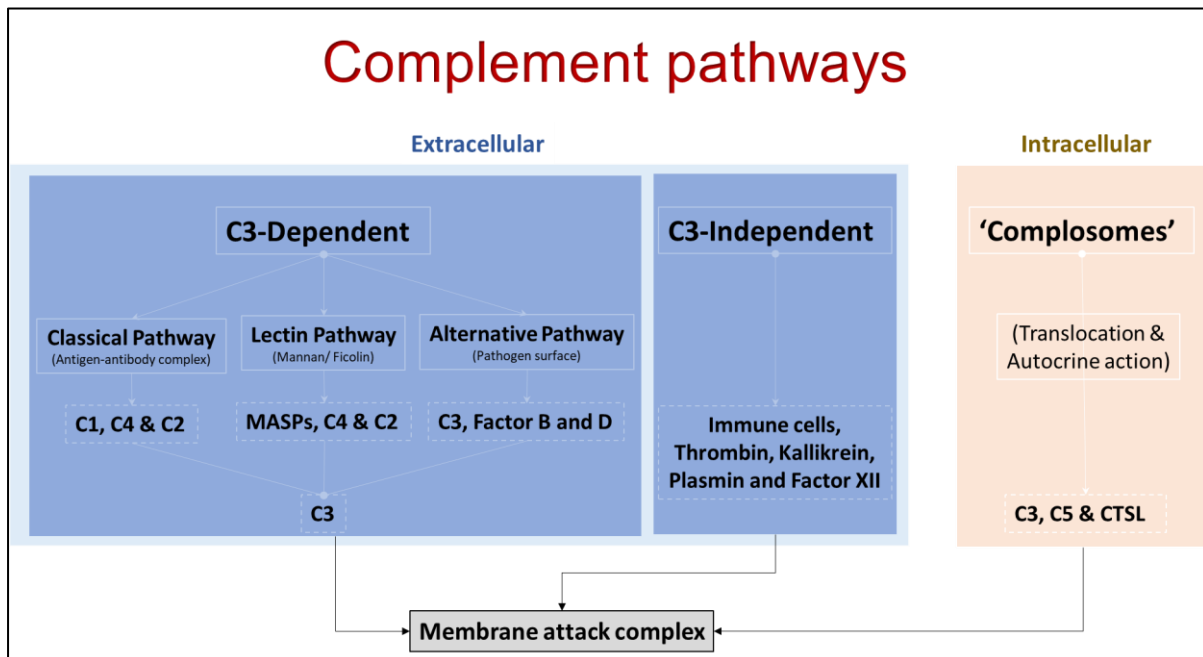 Complement pathways
Extracellular
Intracellular
C3-Dependent
C3-Independent
‘Complosomes’
Classical Pathway
(Antigen-antibody complex)
Lectin Pathway
(Mannan/ Ficolin)
Alternative Pathway
(Pathogen surface)
(Translocation &
Autocrine action)
C1, C4 & C2
MASPs, C4 & C2
C3, Factor B and D
Immune cells,
Thrombin, Kallikrein,
Plasmin and Factor XII
C3
C3, C5 & CTSL
Membrane attack complex